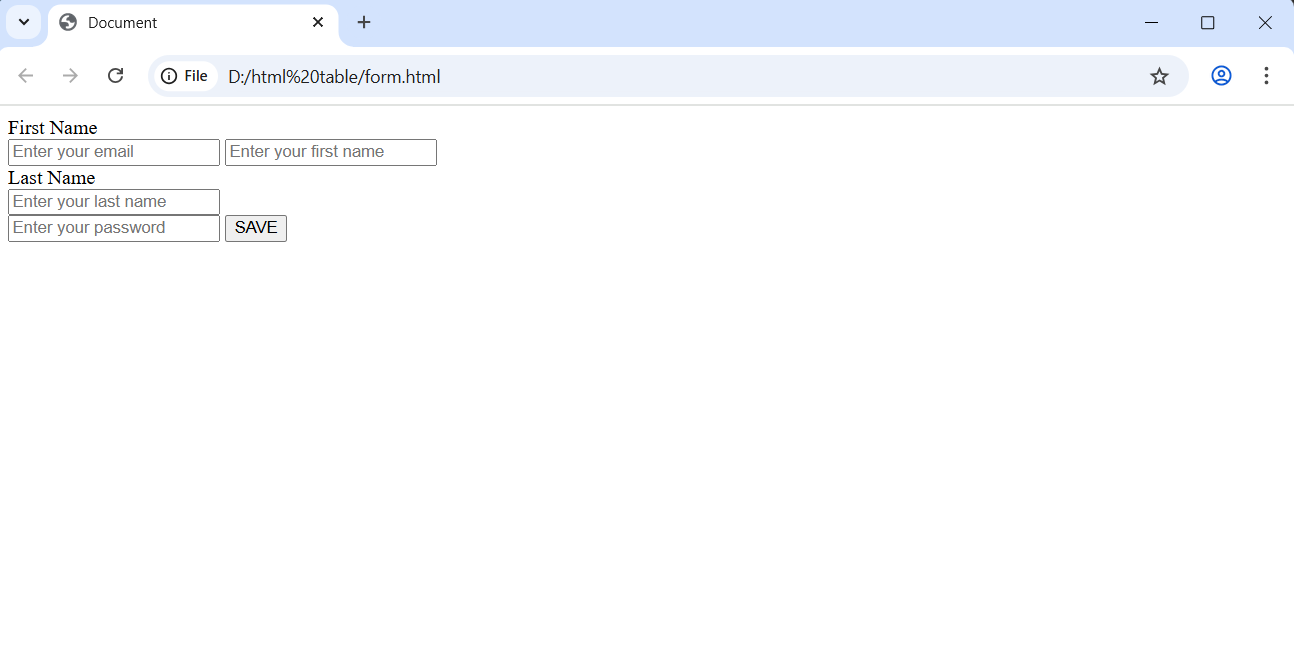 Document
File D:/html%20table/form.html
First Name
Enter your email Enter your first name
Last Name
Enter your last name
Enter your password SAVE